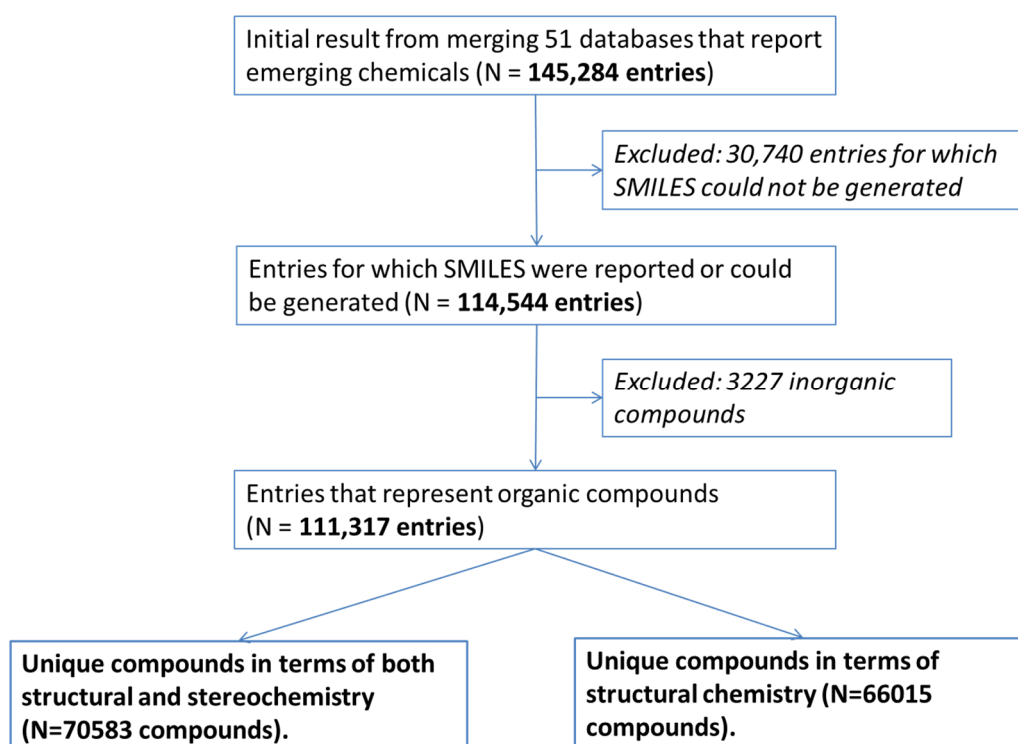 Initial result from merging 51 databases that report
emerging chemicals (N = 145,284 entries)
Excluded: 30,740 entries for which
SMILES could not be generated
Entries for which SMILES were reported or could
be generated (N = 114,544 entries)
Excluded: 3227 inorganic
compounds
Entries that represent organic compounds
(N = 111,317 entries)
Unique compounds in terms of both
structural and stereochemistry
(N=70583 compounds).
Unique compounds in terms of
structural chemistry (N=66015
compounds).